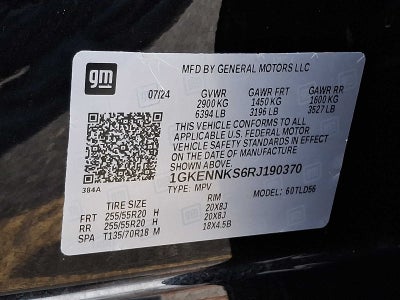 gm
MFD BY GENERAL MOTORS LLC
07/24 GVWR GAWR FRT GAWR RR
2900 KG 1450 KG 1600 KG
6394 LB 3196 LB 3527 LB
THIS VEHICLE CONFORMS TO ALL
APPLICABLE U.S. FEDERAL MOTOR
VEHICLE SAFETY STANDARDS IN EFFECT
ON THE DATE OF MANUFACTURE
SHOWN ABOVE.
384A 1GKENNKS6RJ190370
TYPE: MPV MODEL: 60TLD56
TIRE SIZE RIM
FRT 255/55R20 H 20X8J
RR 255/55R20 H 20X8J
SPA T135/70R18 M 18X4.5B